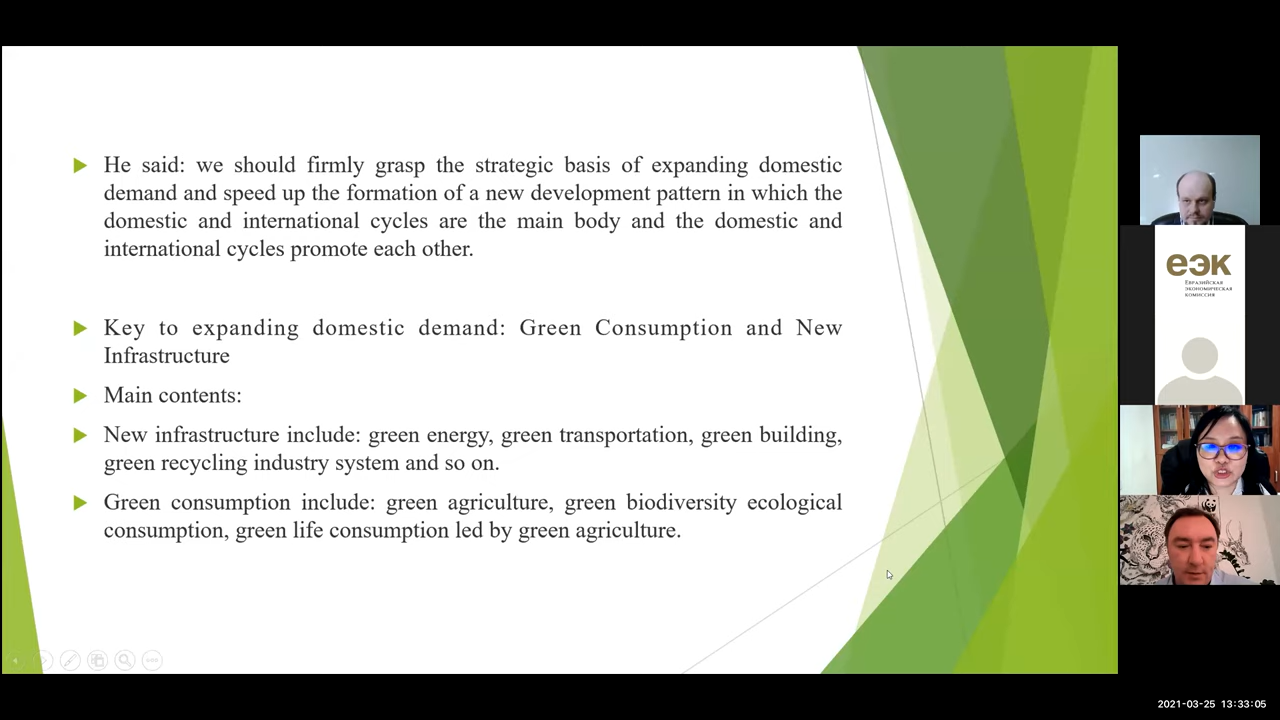 He said: we should firmly grasp the strategic basis of expanding domestic
demand and speed up the formation of a new development pattern in which the
domestic and international cycles are the main body and the domestic and
international cycles promote each other.
Key to expanding domestic demand: Green Consumption and New
Infrastructure
Main contents:
New infrastructure include: green energy, green transportation, green building,
green recycling industry system and so on.
Green consumption include: green agriculture, green biodiversity ecological
consumption, green life consumption led by green agriculture.
еэк
ЕВРАЗИЙСКАЯ
ЭКОНОМИЧЕСКАЯ
КОМИССИЯ
2021-03-25 13:33:05